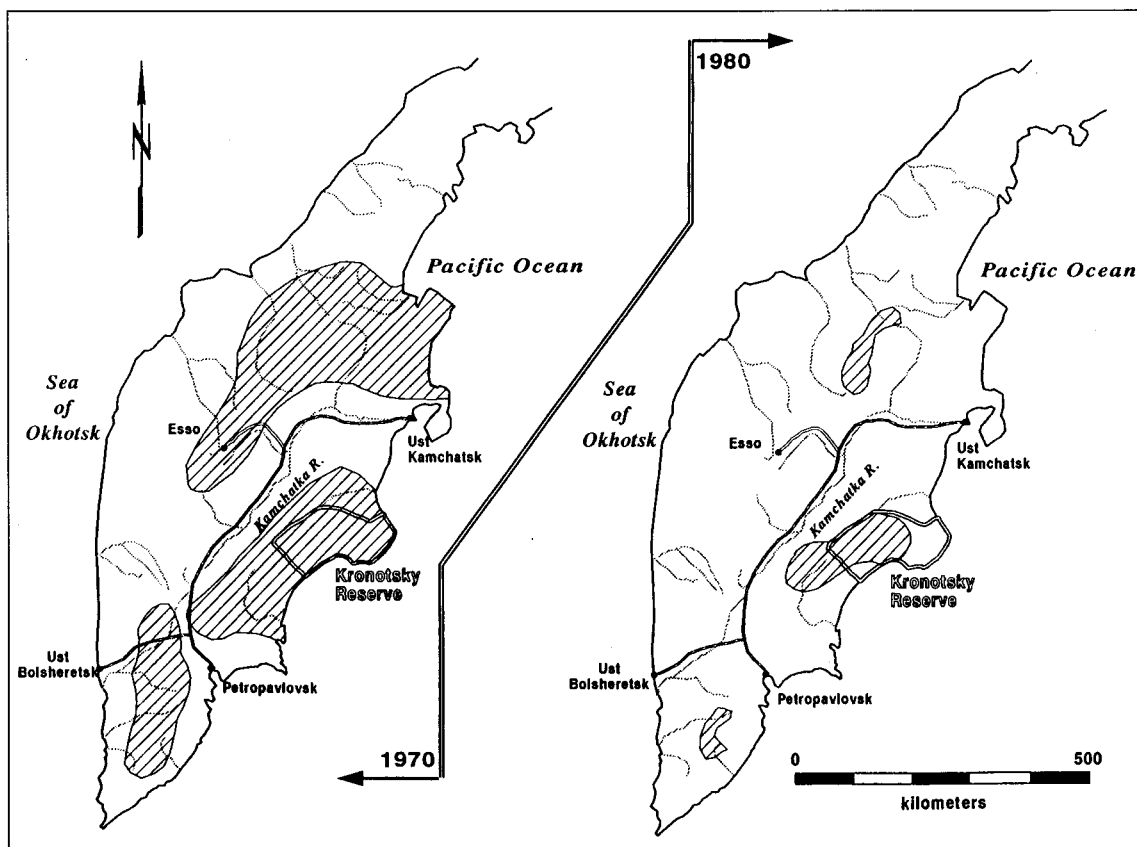 N
1980
Pacific Ocean
Sea
of
Okhotsk
Esso
Ust
Kamchatsk
Kamchatka R.
Kronotsky
Reserve
Ust
Bolsheretsk
Petropavlovsk
1970
Pacific Ocean
Sea
of
Okhotsk
Esso
Ust
Kamchatsk
Kamchatka R.
Kronotsky
Reserve
Ust
Bolsheretsk
Petropavlovsk
0
500
kilometers